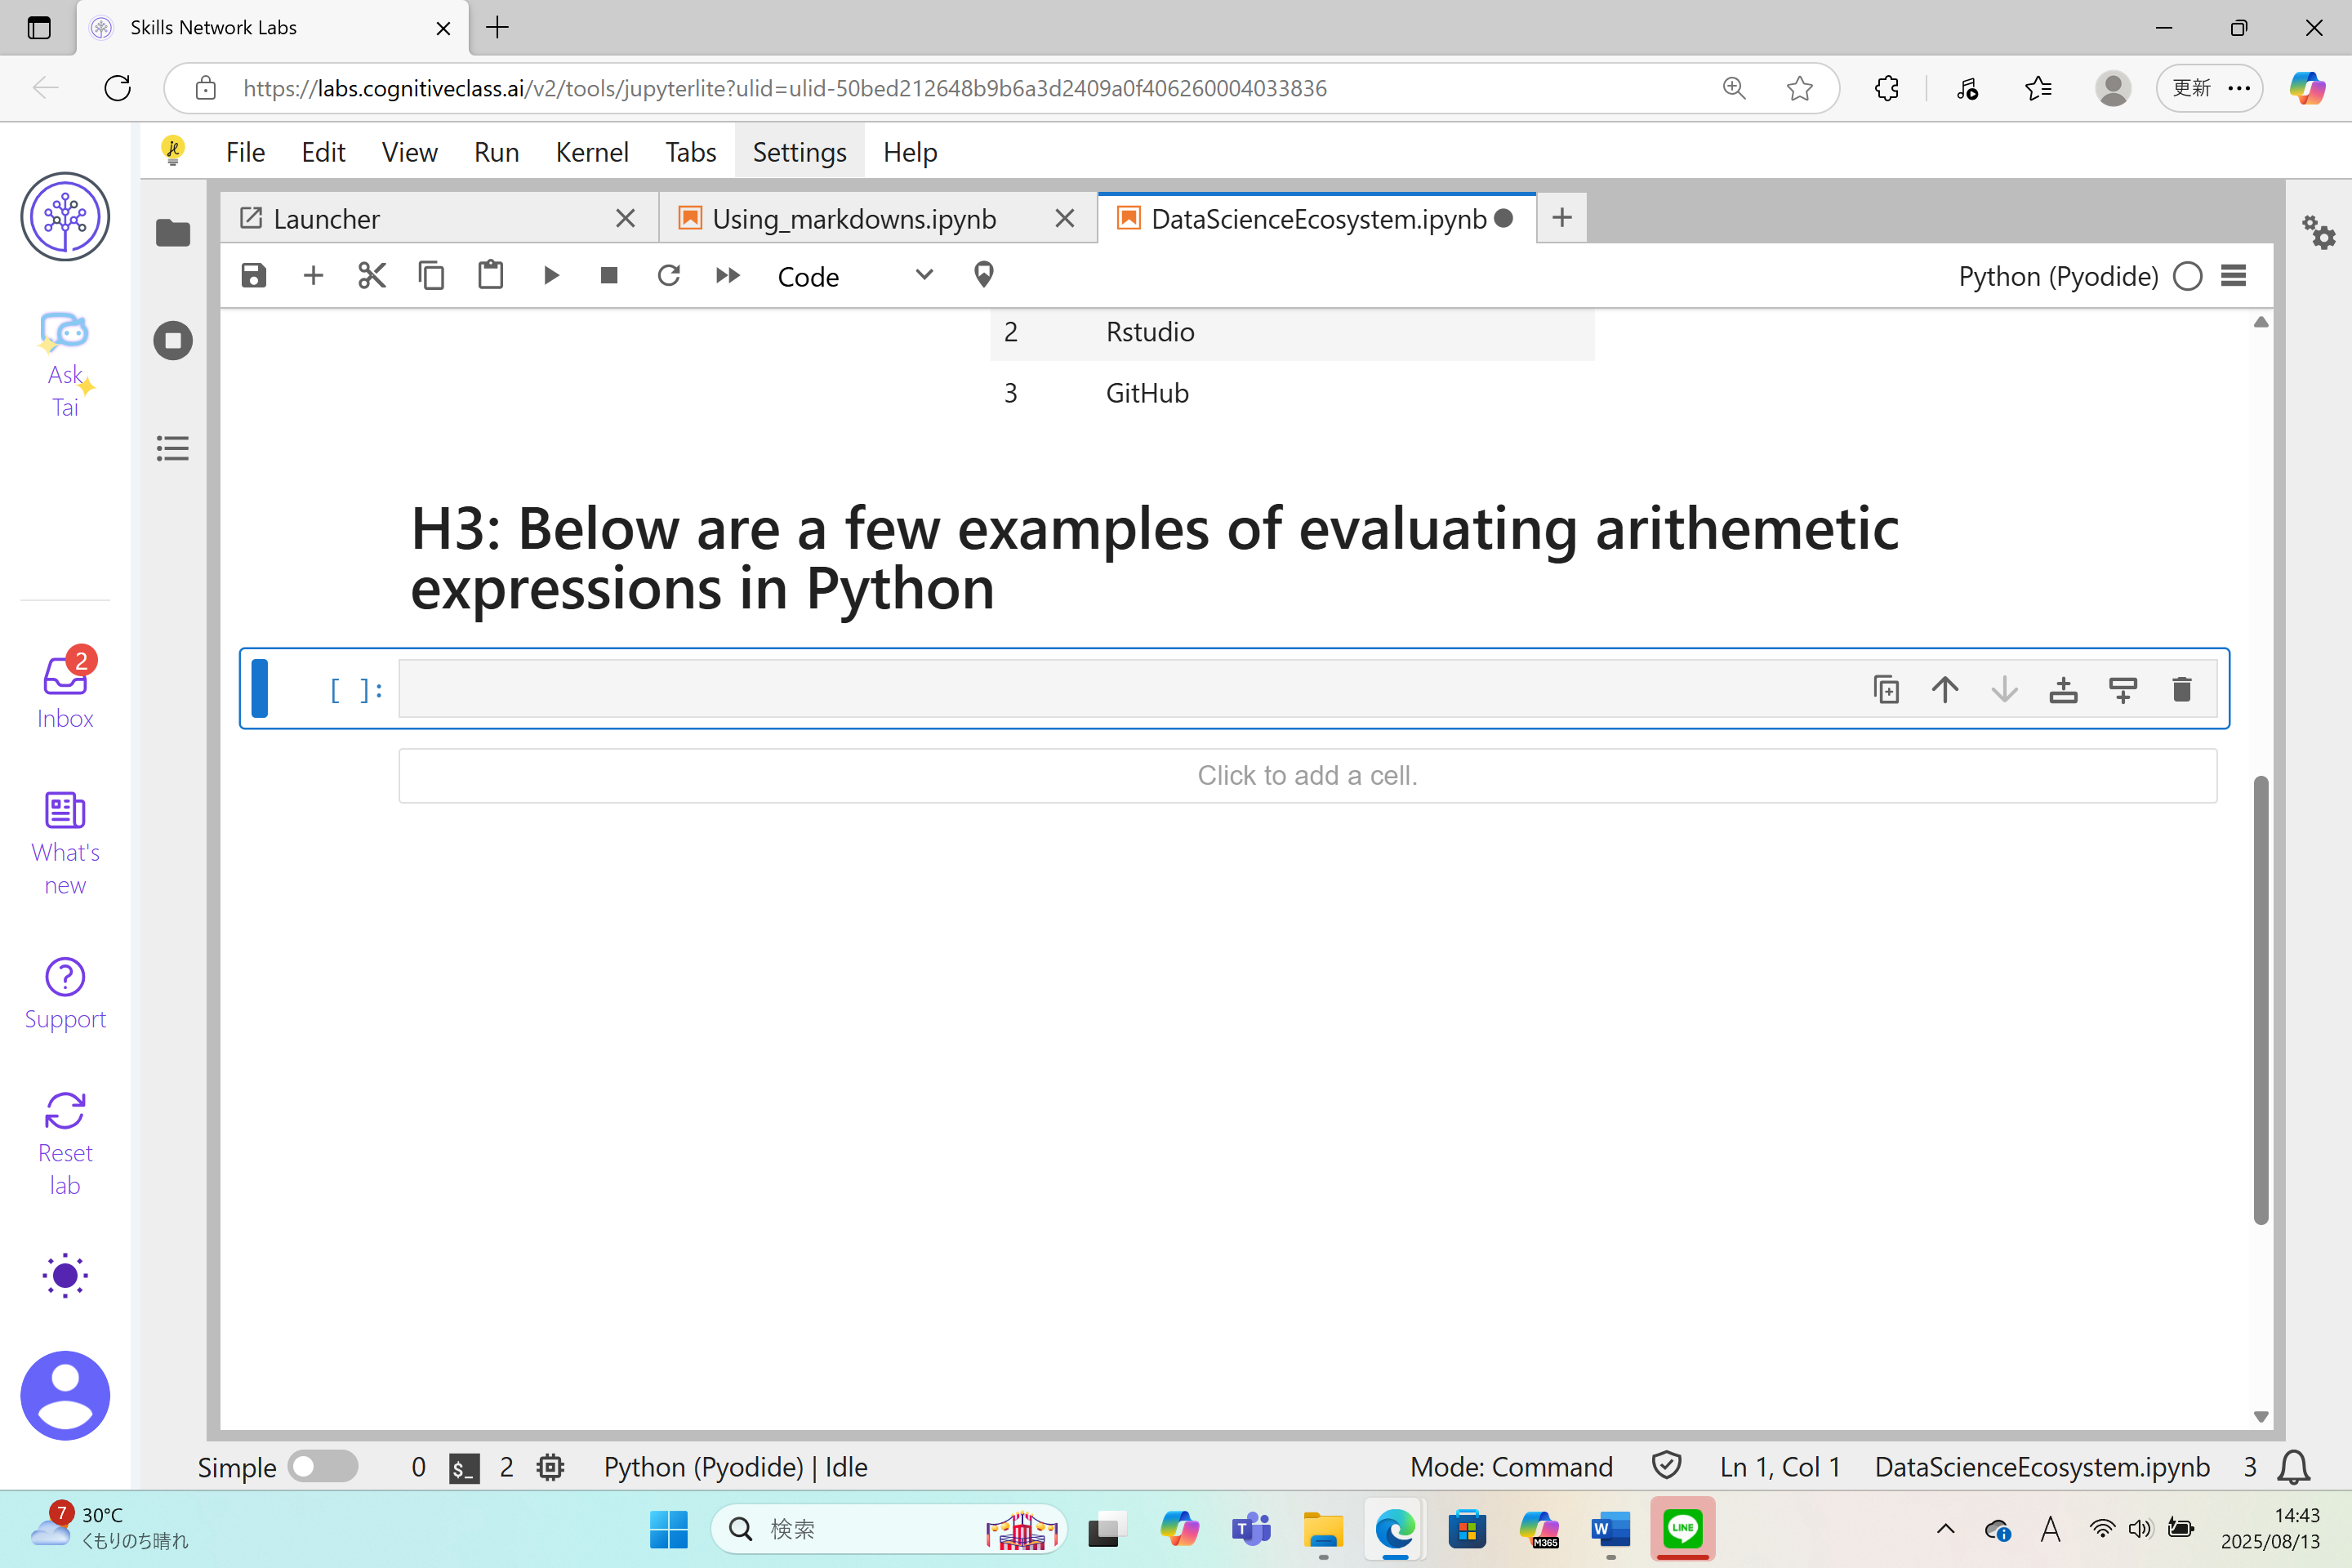 Skills Network Labs
https://labs.cognitiveclass.ai/v2/tools/jupyterlite?ulid=ulid-50bed212648b9b6a3d2409a0f406260004033836
更新
File Edit View Run Kernel Tabs Settings Help
Launcher
Using_markdowns.ipynb
DataScienceEcosystem.ipynb
Code
Python (Pyodide)
Ask
Tai
2 Rstudio
3 GitHub
H3: Below are a few examples of evaluating arithemetic
expressions in Python
[ ]:
Click to add a cell.
2
Inbox
What's
new
Support
Reset
lab
Simple 0 $_ 2 Python (Pyodide) | Idle Mode: Command Ln 1, Col 1 DataScienceEcosystem.ipynb 3
7
30°C
くもりのち晴れ
検索
T
M365
W
LINE
A
14:43
2025/08/13